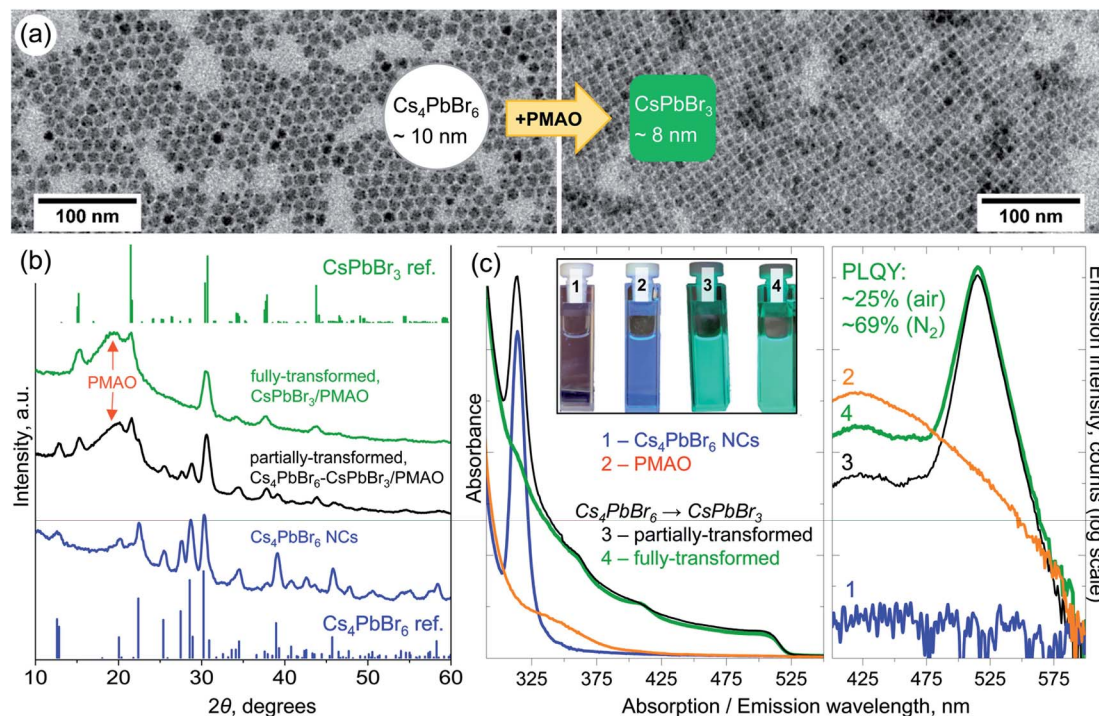 (a)
Cs₄PbBr₆
~ 10 nm
+PMAO
CsPbBr₃
~ 8 nm
100 nm
100 nm
(b)
CsPbBr₃ ref.
PMAO
fully-transformed,
CsPbBr₃/PMAO
partially-transformed,
Cs₄PbBr₆-CsPbBr₃/PMAO
Cs₄PbBr₆ NCs
Cs₄PbBr₆ ref.
Intensity, a.u.
10 20 30 40 50 60
2θ, degrees
(c)
1 2 3 4
1 – Cs₄PbBr₆ NCs
2 – PMAO
Cs₄PbBr₆ → CsPbBr₃
3 – partially-transformed
4 – fully-transformed
Absorbance
325 375 425 475 525
PLQY:
~25% (air)
~69% (N₂)
2
4
3
1
425 475 525 575
Absorption / Emission wavelength, nm
Emission intensity, counts (log scale)